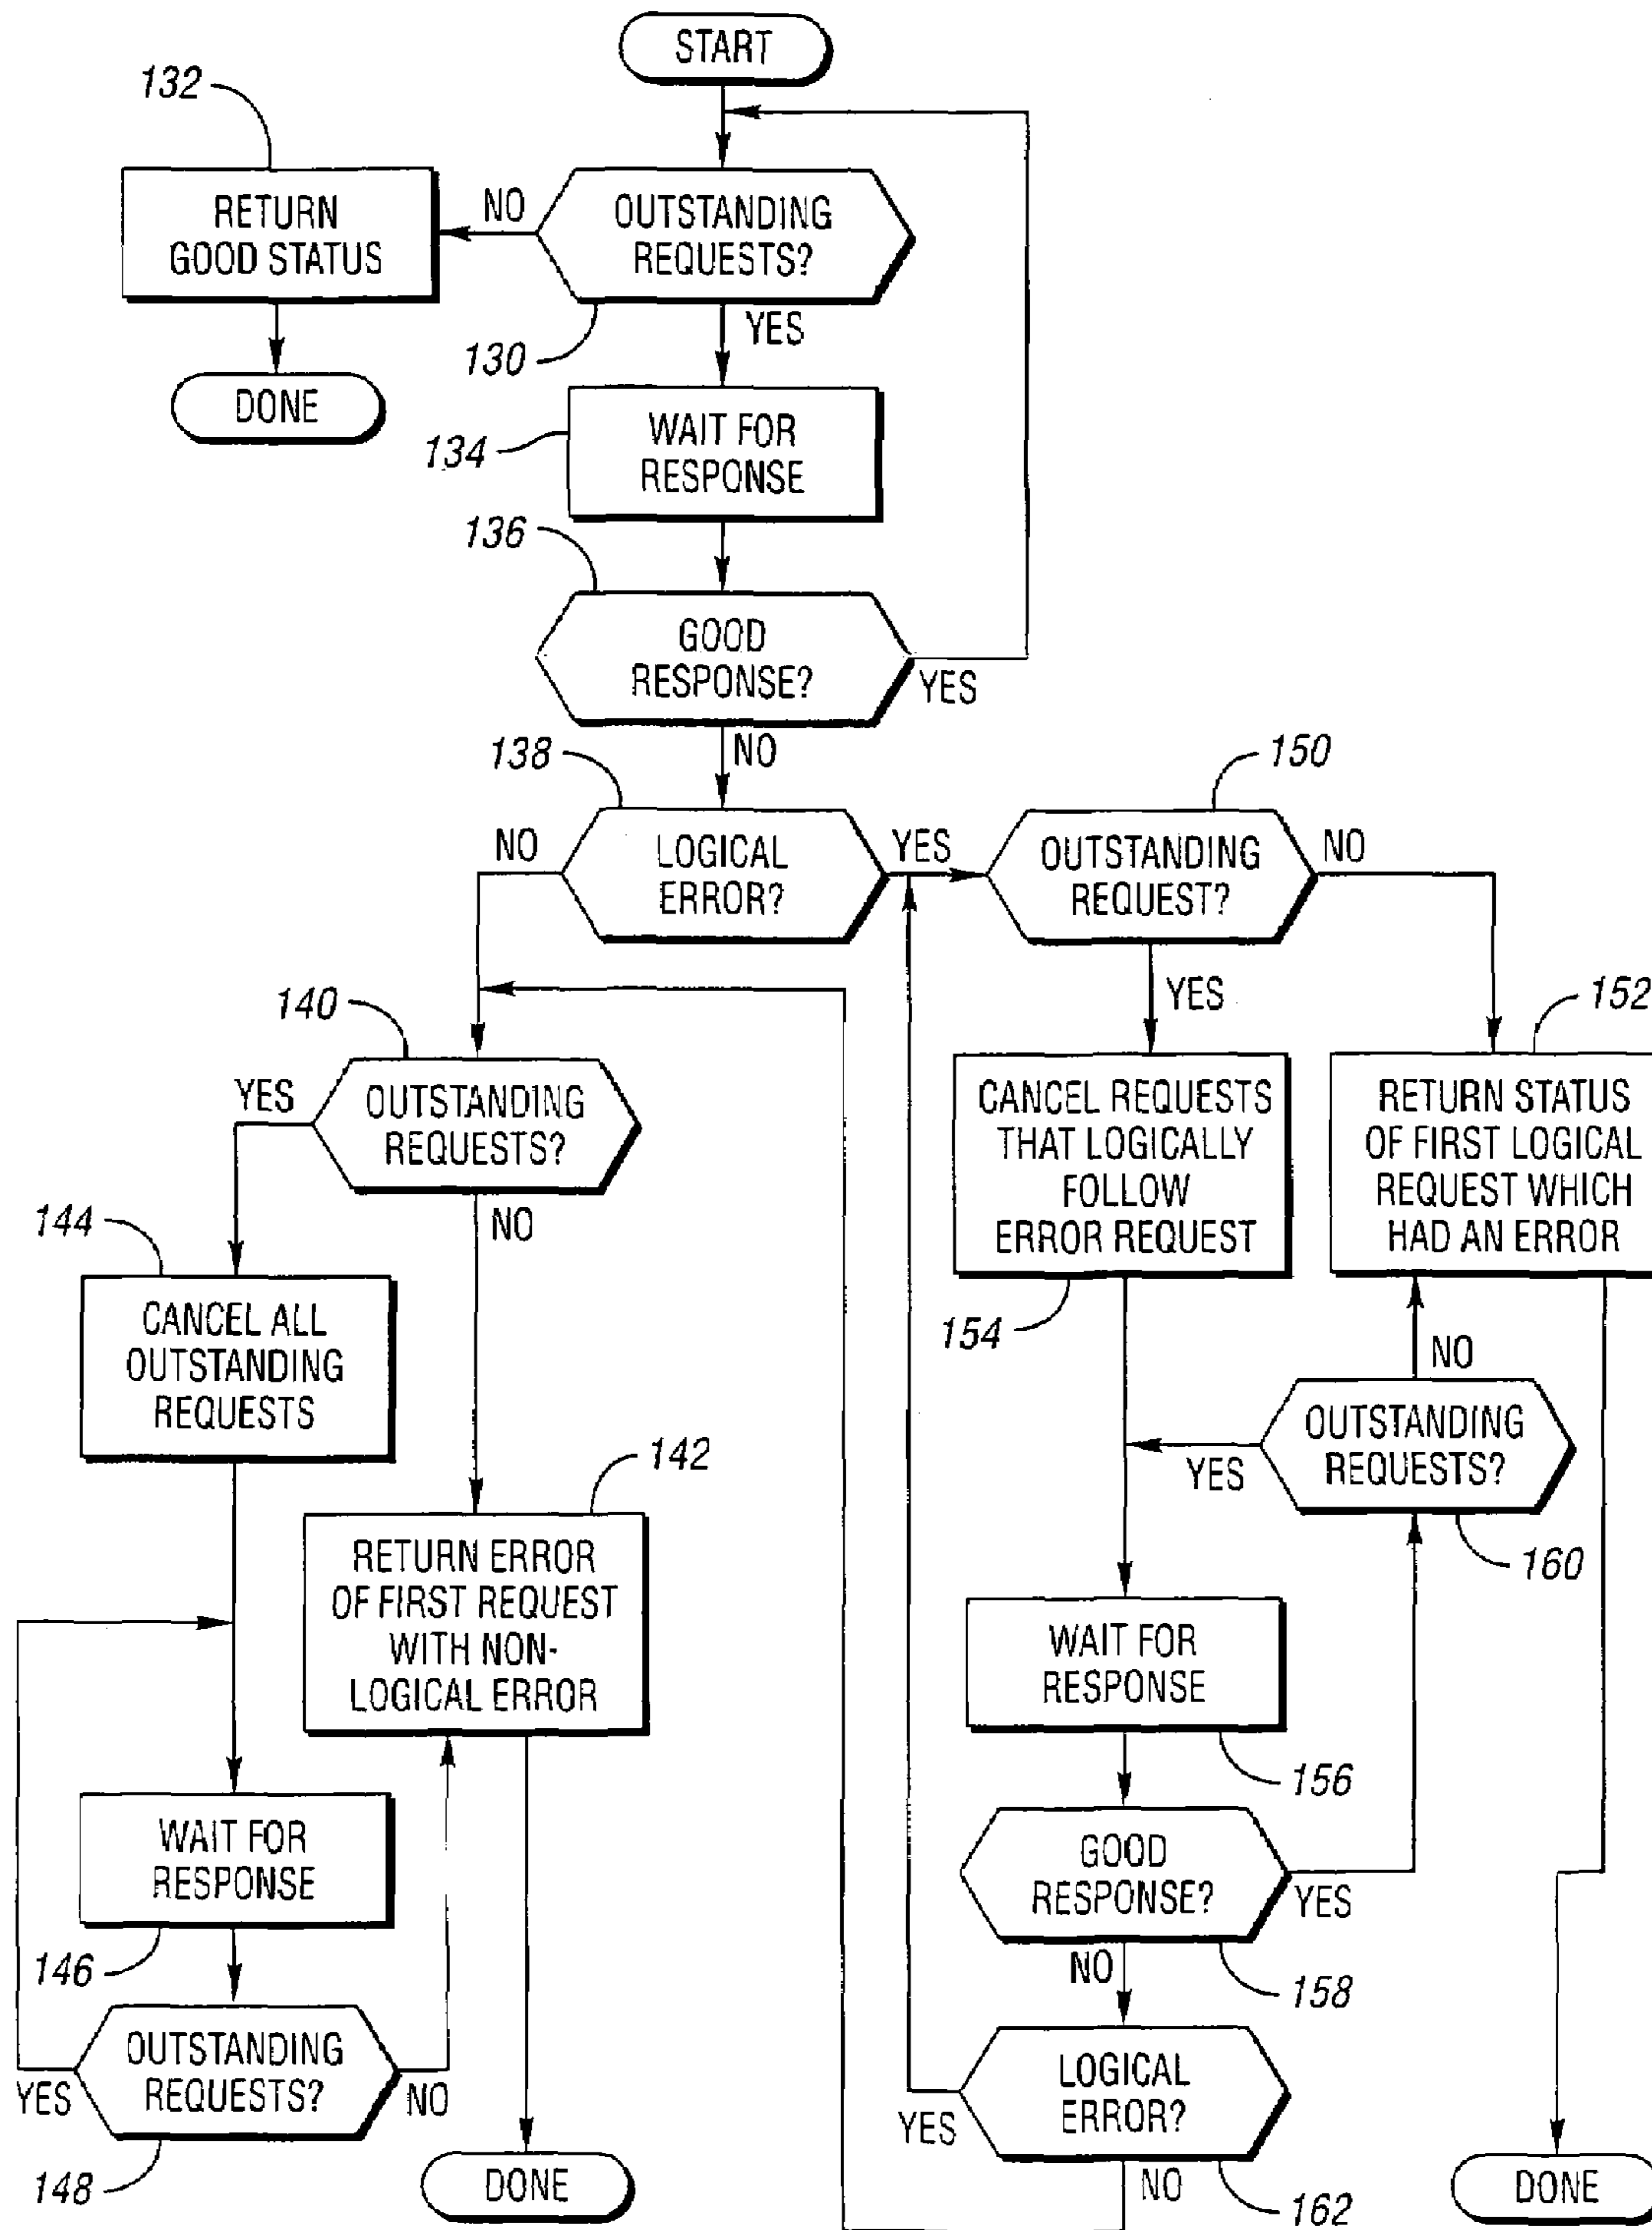 START
132
RETURN
GOOD STATUS
NO
OUTSTANDING
REQUESTS?
130
YES
DONE
134
WAIT FOR
RESPONSE
136
GOOD
RESPONSE?
YES
NO
138
150
NO
LOGICAL
ERROR?
YES
OUTSTANDING
REQUEST?
NO
YES
140
152
YES
OUTSTANDING
REQUESTS?
NO
CANCEL REQUESTS
THAT LOGICALLY
FOLLOW
ERROR REQUEST
RETURN STATUS
OF FIRST LOGICAL
REQUEST WHICH
HAD AN ERROR
144
154
CANCEL ALL
OUTSTANDING
REQUESTS
NO
OUTSTANDING
REQUESTS?
YES
160
142
RETURN ERROR
OF FIRST REQUEST
WITH NON-
LOGICAL ERROR
WAIT FOR
RESPONSE
156
WAIT FOR
RESPONSE
146
GOOD
RESPONSE?
YES
NO
158
OUTSTANDING
REQUESTS?
YES
NO
148
LOGICAL
ERROR?
YES
NO
162
DONE
DONE